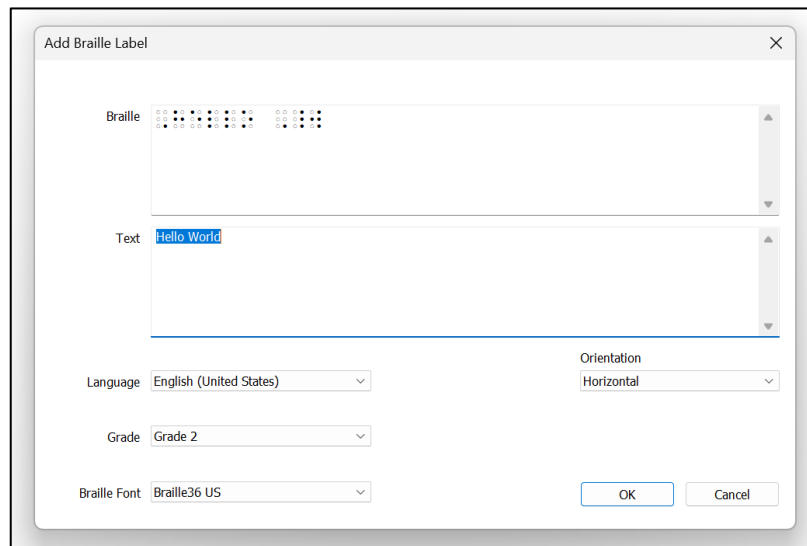 Add Braille Label
Braille ⠠⠓⠑⠇⠇⠕ ⠠⠸⠺
Text Hello World
Orientation
Language English (United States) Horizontal
Grade Grade 2
Braille Font Braille36 US OK Cancel